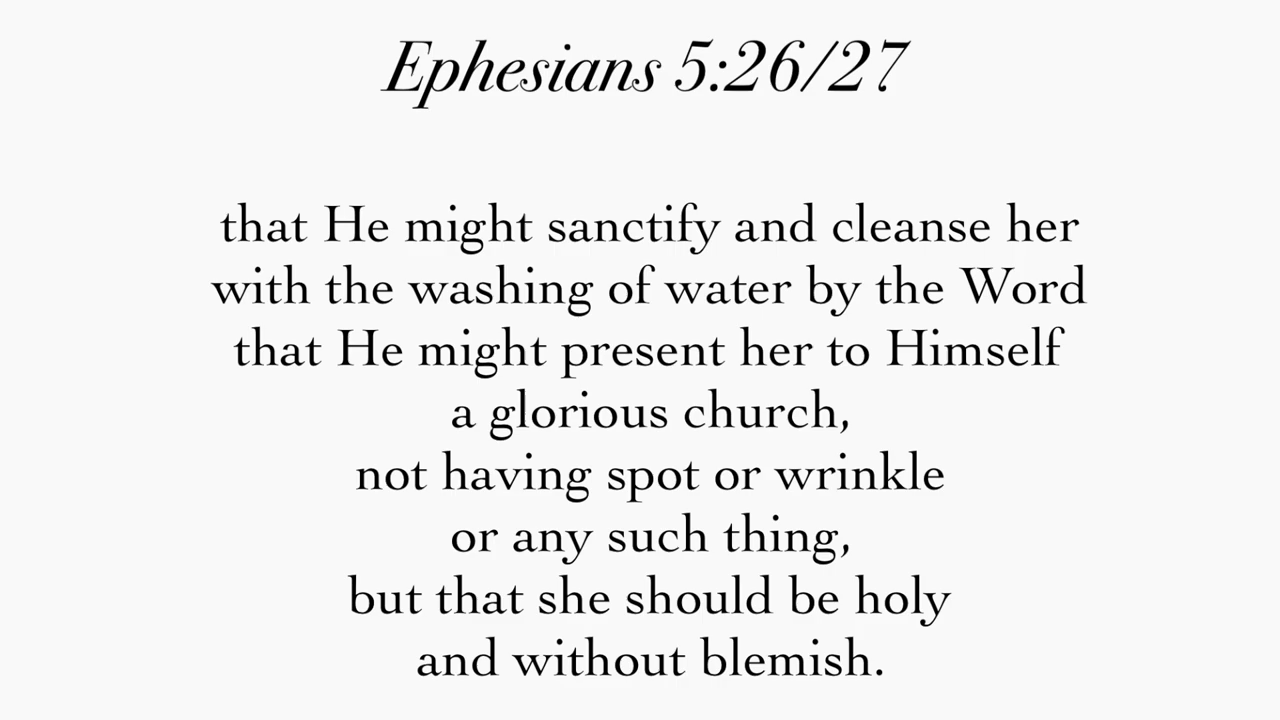 Ephesians 5:26/27
that He might sanctify and cleanse her
with the washing of water by the Word
that He might present her to Himself
a glorious church,
not having spot or wrinkle
or any such thing,
but that she should be holy
and without blemish.